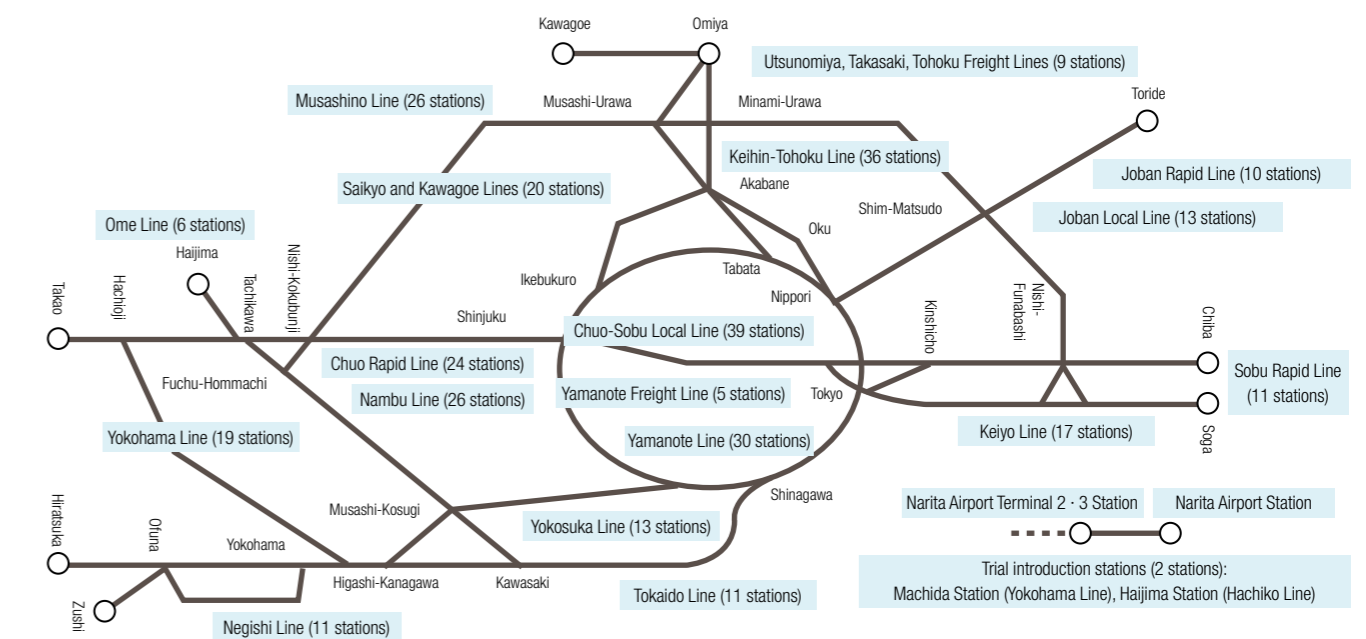 Kawagoe
Omiya
Utsunomiya, Takasaki, Tohoku Freight Lines (9 stations)
Musashino Line (26 stations)
Musashi-Urawa
Minami-Urawa
Toride
Keihin-Tohoku Line (36 stations)
Joban Rapid Line (10 stations)
Saikyo and Kawagoe Lines (20 stations)
Akabane
Shim-Matsudo
Joban Local Line (13 stations)
Ome Line (6 stations)
Oku
Haijima
Ikebukuro
Tabata
Nippori
Takao
Hachioji
Tachikawa
Nishi-Kokubunji
Shinjuku
Chuo-Sobu Local Line (39 stations)
Kinshicho
Nishi-
Funabashi
Chiba
Chuo Rapid Line (24 stations)
Fuchu-Hommachi
Nambu Line (26 stations)
Yamanote Freight Line (5 stations)
Tokyo
Sobu Rapid Line
(11 stations)
Yokohama Line (19 stations)
Yamanote Line (30 stations)
Keiyo Line (17 stations)
Soga
Hiratsuka
Ofuna
Yokohama
Musashi-Kosugi
Yokosuka Line (13 stations)
Shinagawa
Narita Airport Terminal 2 · 3 Station
Narita Airport Station
Higashi-Kanagawa
Kawasaki
Zushi
Negishi Line (11 stations)
Tokaido Line (11 stations)
Trial introduction stations (2 stations):
Machida Station (Yokohama Line), Haijima Station (Hachiko Line)